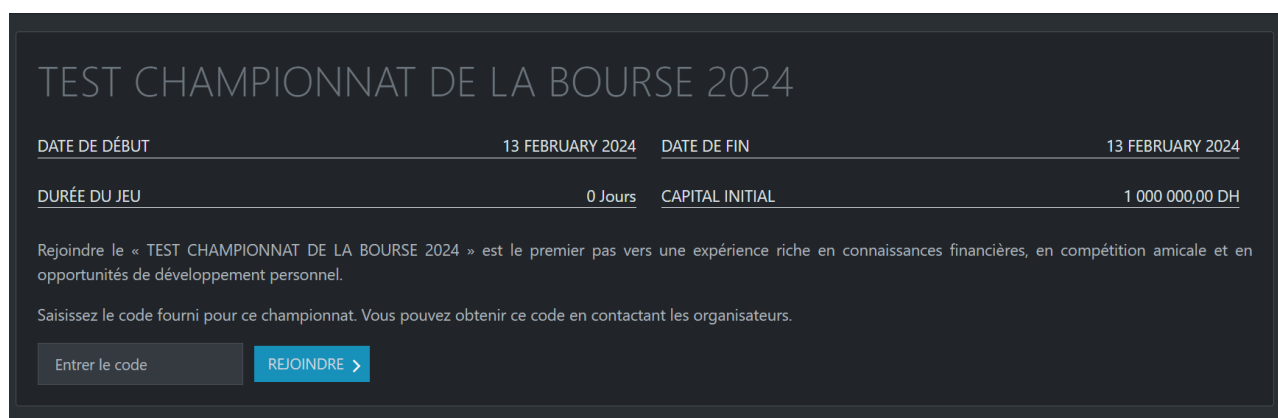 TEST CHAMPIONNAT DE LA BOURSE 2024
DATE DE DÉBUT 13 FEBRUARY 2024 DATE DE FIN 13 FEBRUARY 2024
DURÉE DU JEU 0 Jours CAPITAL INITIAL 1 000 000,00 DH
Rejoindre le « TEST CHAMPIONNAT DE LA BOURSE 2024 » est le premier pas vers une expérience riche en connaissances financières, en compétition amicale et en
opportunités de développement personnel.
Saisissez le code fourni pour ce championnat. Vous pouvez obtenir ce code en contactant les organisateurs.
Entrer le code REJOINDRE